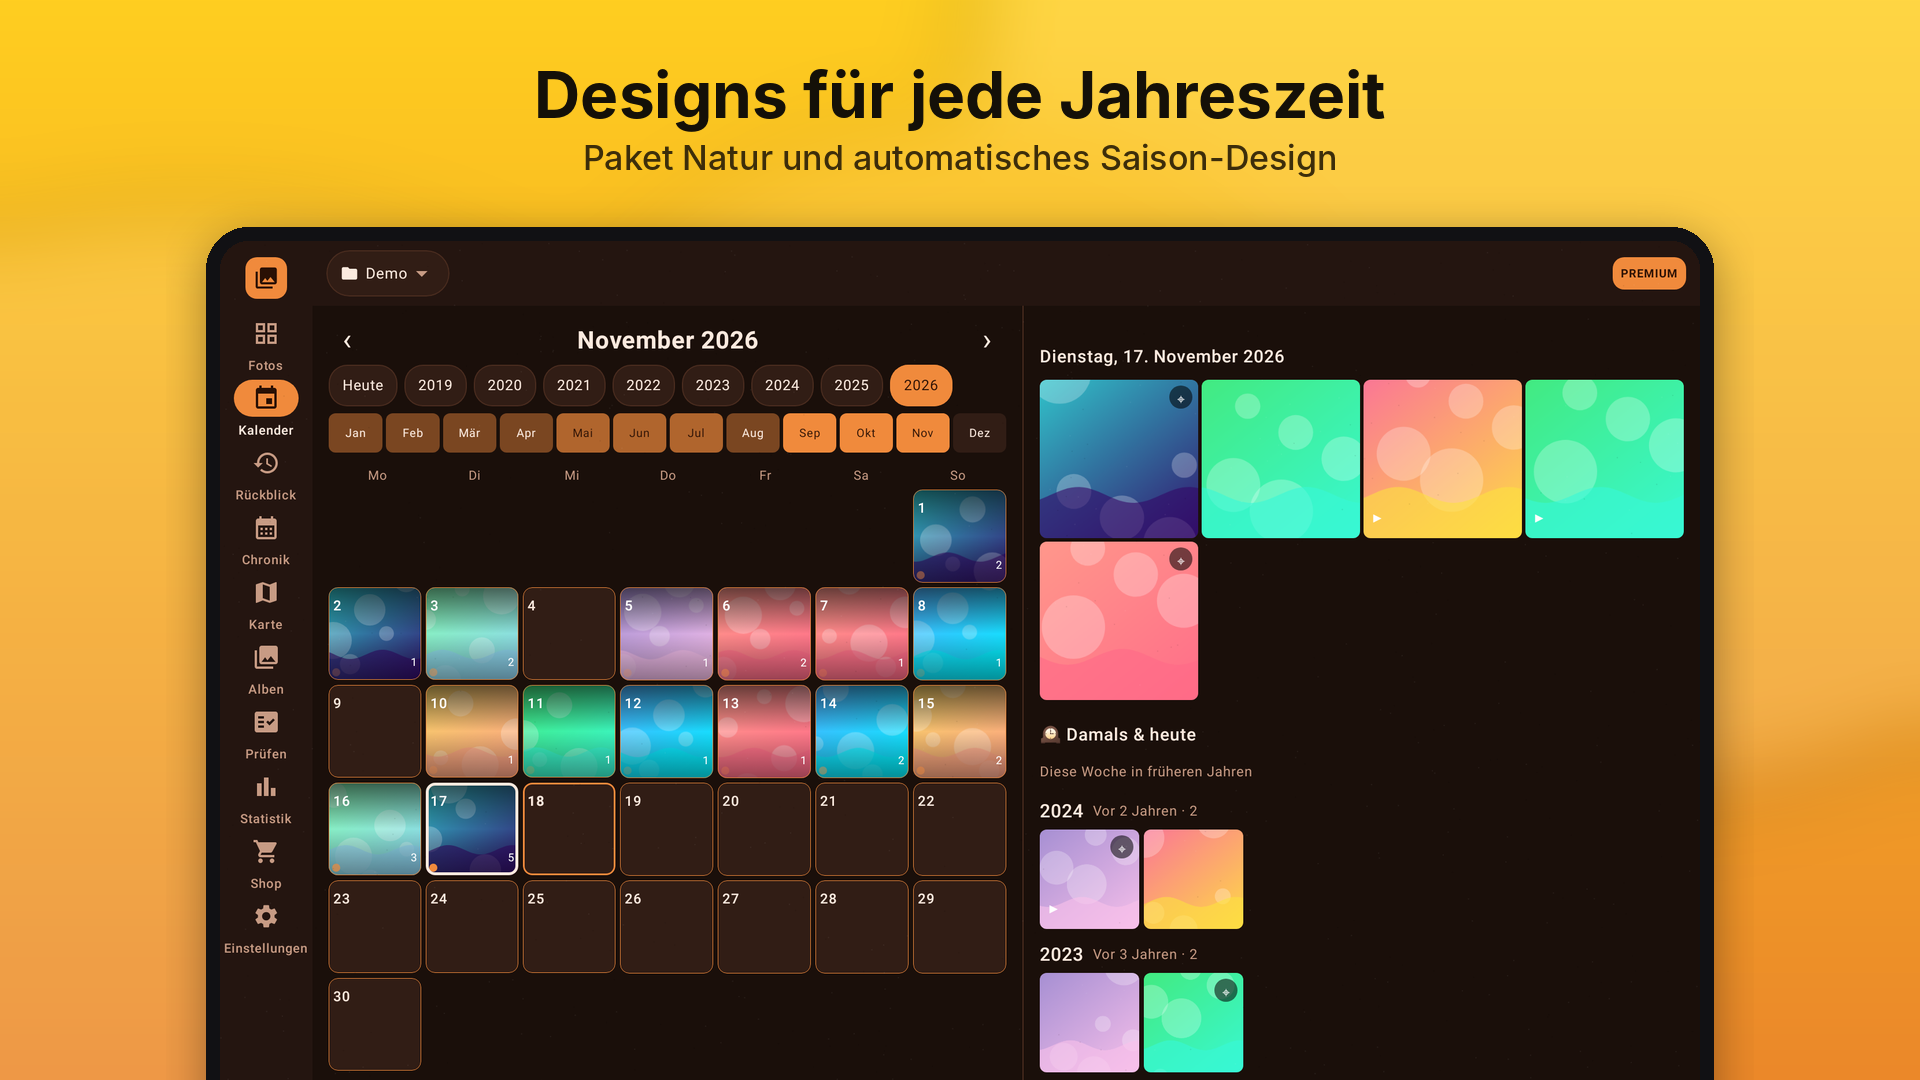 Designs für jede Jahreszeit
Paket Natur und automatisches Saison-Design
Demo
PREMIUM
Fotos
Kalender
Rückblick
Chronik
Karte
Alben
Prüfen
Statistik
Shop
Einstellungen
November 2026
Heute 2019 2020 2021 2022 2023 2024 2025 2026
Jan Feb Mär Apr Mai Jun Jul Aug Sep Okt Nov Dez
Mo Di Mi Do Fr Sa So
1
2
2 3 4 5 6 7 8
1 2 1 2 1 1
9 10 11 12 13 14 15
1 1 1 1 2 2
16 17 18 19 20 21 22
3 5
23 24 25 26 27 28 29
30
Dienstag, 17. November 2026
Damals & heute
Diese Woche in früheren Jahren
2024 Vor 2 Jahren · 2
2023 Vor 3 Jahren · 2